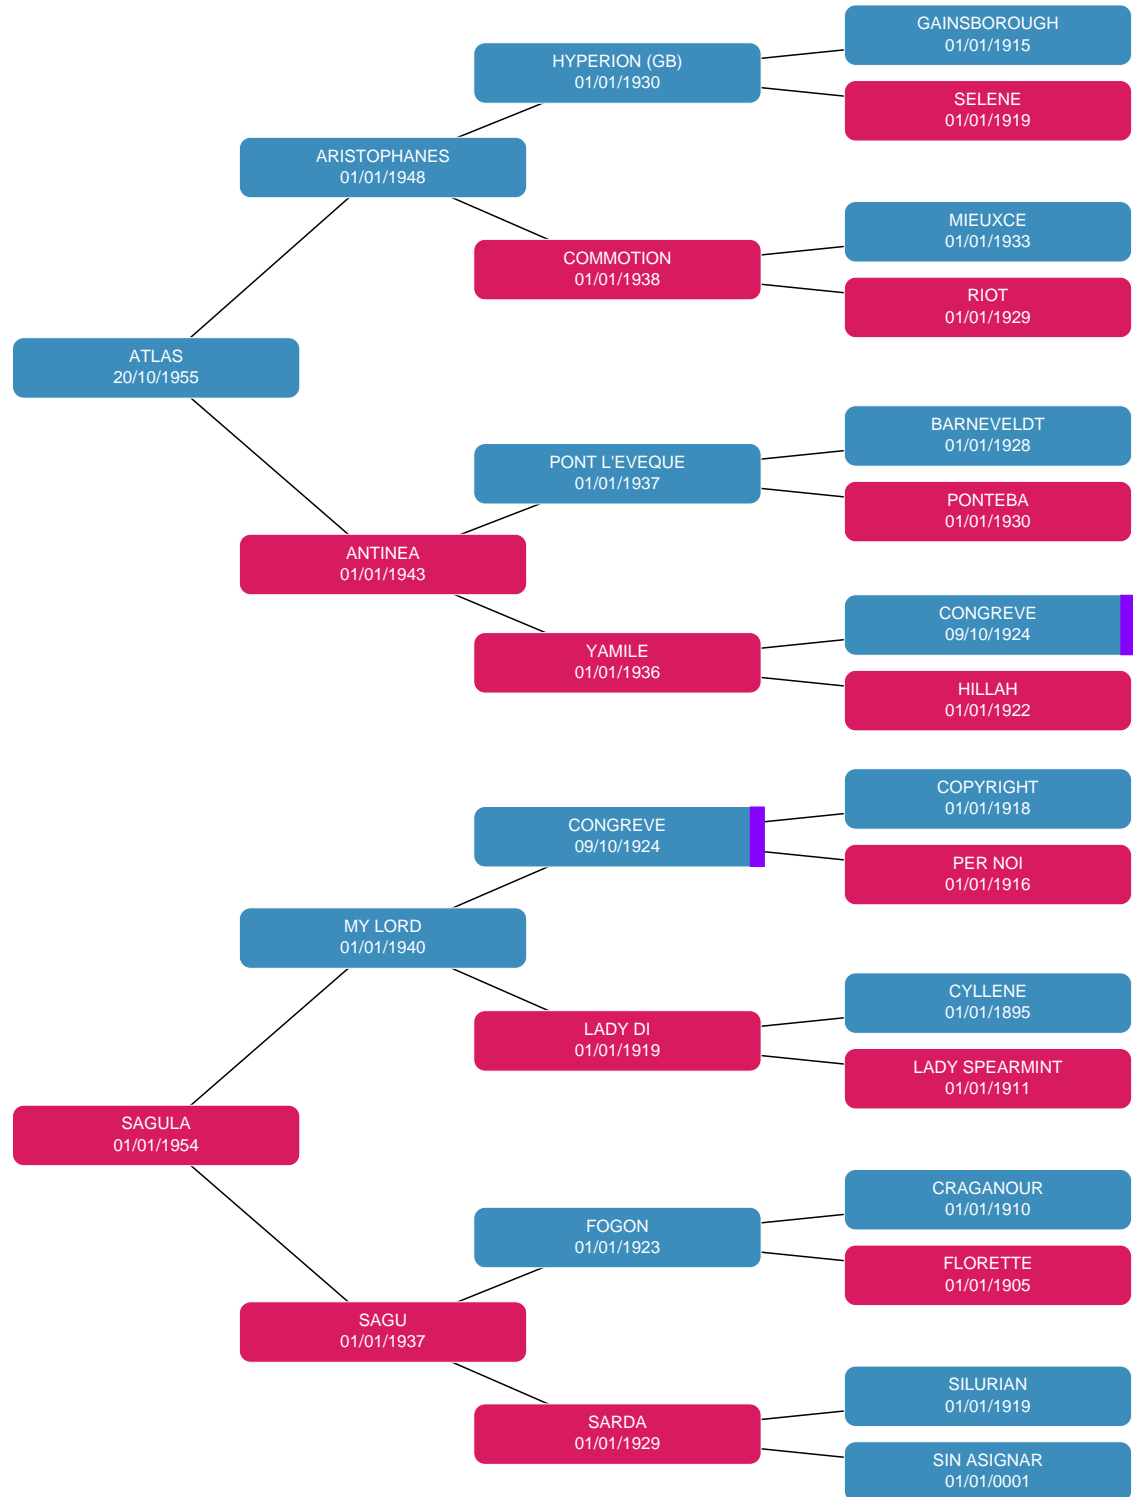 GAINSBOROUGH
01/01/1915
HYPERION (GB)
01/01/1930
SELENE
01/01/1919
ARISTOPHANES
01/01/1948
MIEUXCE
01/01/1933
COMMOTION
01/01/1938
RIOT
01/01/1929
ATLAS
20/10/1955
BARNEVELDT
01/01/1928
PONT L'EVEQUE
01/01/1937
PONTEBA
01/01/1930
ANTINEA
01/01/1943
CONGREVE
09/10/1924
YAMILE
01/01/1936
HILLAH
01/01/1922
COPYRIGHT
01/01/1918
CONGREVE
09/10/1924
PER NOI
01/01/1916
MY LORD
01/01/1940
CYLLENE
01/01/1895
LADY DI
01/01/1919
LADY SPEARMINT
01/01/1911
SAGULA
01/01/1954
CRAGANOUR
01/01/1910
FOGON
01/01/1923
FLORETTE
01/01/1905
SAGU
01/01/1937
SILURIAN
01/01/1919
SARDA
01/01/1929
SIN ASIGNAR
01/01/0001